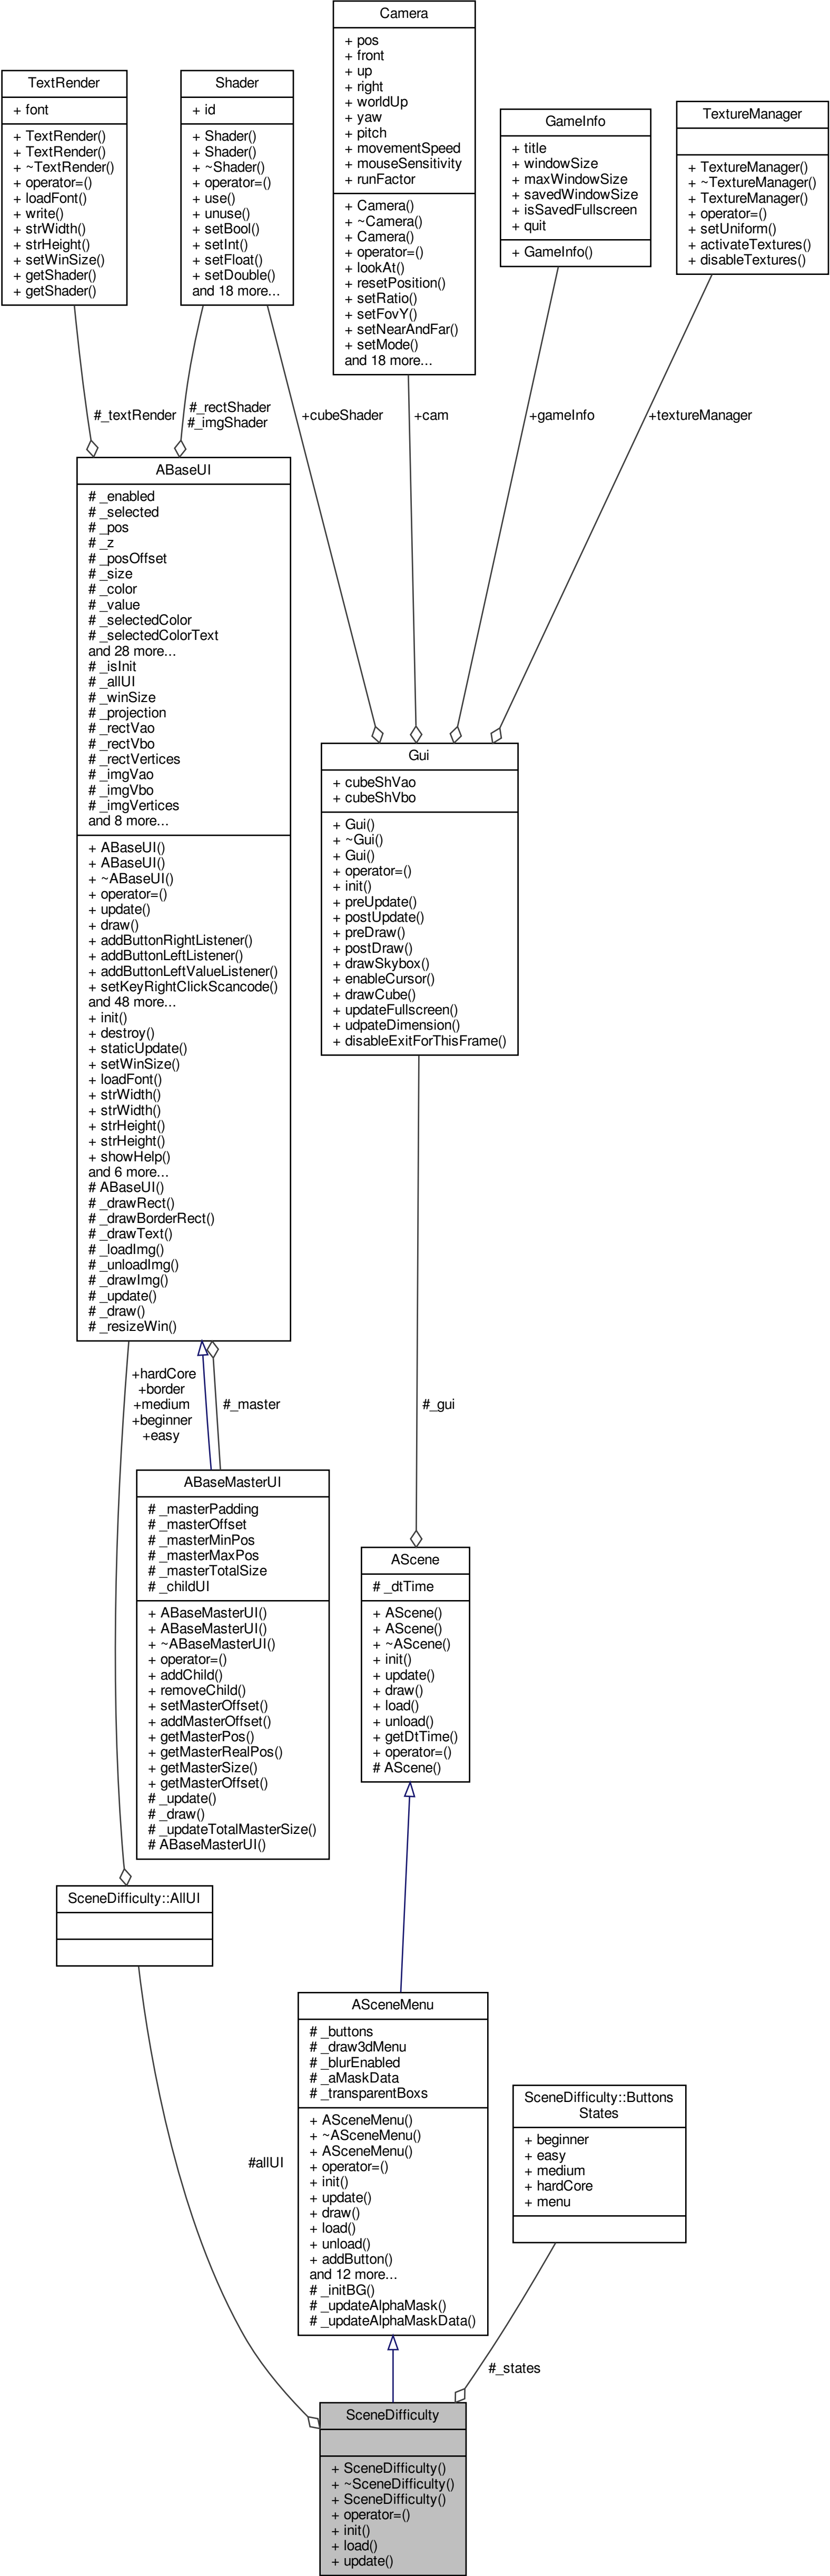 Camera
+ pos
+ front
+ up
+ right
+ worldUp
+ yaw
+ pitch
+ movementSpeed
+ mouseSensitivity
+ runFactor
+ Camera()
+ ~Camera()
+ Camera()
+ operator=()
+ lookAt()
+ resetPosition()
+ setRatio()
+ setFovY()
+ setNearAndFar()
+ setMode()
and 18 more...
TextRender
+ font
+ TextRender()
+ TextRender()
+ ~TextRender()
+ operator=()
+ loadFont()
+ write()
+ strWidth()
+ strHeight()
+ setWinSize()
+ getShader()
+ getShader()
Shader
+ id
+ Shader()
+ Shader()
+ ~Shader()
+ operator=()
+ use()
+ unuse()
+ setBool()
+ setInt()
+ setFloat()
+ setDouble()
and 18 more...
GameInfo
+ title
+ windowSize
+ maxWindowSize
+ savedWindowSize
+ isSavedFullscreen
+ quit
+ GameInfo()
TextureManager
+ TextureManager()
+ ~TextureManager()
+ TextureManager()
+ operator=()
+ setUniform()
+ activateTextures()
+ disableTextures()
#_textRender
#_rectShader
#_imgShader
+cubeShader
+cam
+gameInfo
+textureManager
ABaseUI
# _enabled
# _selected
# _pos
# _z
# _posOffset
# _size
# _color
# _value
# _selectedColor
# _selectedColorText
and 28 more...
# _isInit
# _allUI
# _winSize
# _projection
# _rectVao
# _rectVbo
# _rectVertices
# _imgVao
# _imgVbo
# _imgVertices
and 8 more...
+ ABaseUI()
+ ABaseUI()
+ ~ABaseUI()
+ operator=()
+ update()
+ draw()
+ addButtonRightListener()
+ addButtonLeftListener()
+ addButtonLeftValueListener()
+ setKeyRightClickScancode()
and 48 more...
+ init()
+ destroy()
+ staticUpdate()
+ setWinSize()
+ loadFont()
+ strWidth()
+ strWidth()
+ strHeight()
+ strHeight()
+ showHelp()
and 6 more...
# ABaseUI()
# _drawRect()
# _drawBorderRect()
# _drawText()
# _loadImg()
# _unloadImg()
# _drawImg()
# _update()
# _draw()
# _resizeWin()
Gui
+ cubeShVao
+ cubeShVbo
+ Gui()
+ ~Gui()
+ Gui()
+ operator=()
+ init()
+ preUpdate()
+ postUpdate()
+ preDraw()
+ postDraw()
+ drawSkybox()
+ enableCursor()
+ drawCube()
+ updateFullscreen()
+ udpateDimension()
+ disableExitForThisFrame()
+hardCore
+border
+medium
+beginner
+easy
#_master
#_gui
ABaseMasterUI
# _masterPadding
# _masterOffset
# _masterMinPos
# _masterMaxPos
# _masterTotalSize
# _childUI
+ ABaseMasterUI()
+ ABaseMasterUI()
+ ~ABaseMasterUI()
+ operator=()
+ addChild()
+ removeChild()
+ setMasterOffset()
+ addMasterOffset()
+ getMasterPos()
+ getMasterRealPos()
+ getMasterSize()
+ getMasterOffset()
# _update()
# _draw()
# _updateTotalMasterSize()
# ABaseMasterUI()
AScene
# _dtTime
+ AScene()
+ AScene()
+ ~AScene()
+ init()
+ update()
+ draw()
+ load()
+ unload()
+ getDtTime()
+ operator=()
# AScene()
SceneDifficulty::AllUI
ASceneMenu
# _buttons
# _draw3dMenu
# _blurEnabled
# _aMaskData
# _transparentBoxs
+ ASceneMenu()
+ ~ASceneMenu()
+ ASceneMenu()
+ operator=()
+ init()
+ update()
+ draw()
+ load()
+ unload()
+ addButton()
and 12 more...
# _initBG()
# _updateAlphaMask()
# _updateAlphaMaskData()
SceneDifficulty::Buttons
States
+ beginner
+ easy
+ medium
+ hardCore
+ menu
#allUI
#_states
SceneDifficulty
+ SceneDifficulty()
+ ~SceneDifficulty()
+ SceneDifficulty()
+ operator=()
+ init()
+ load()
+ update()